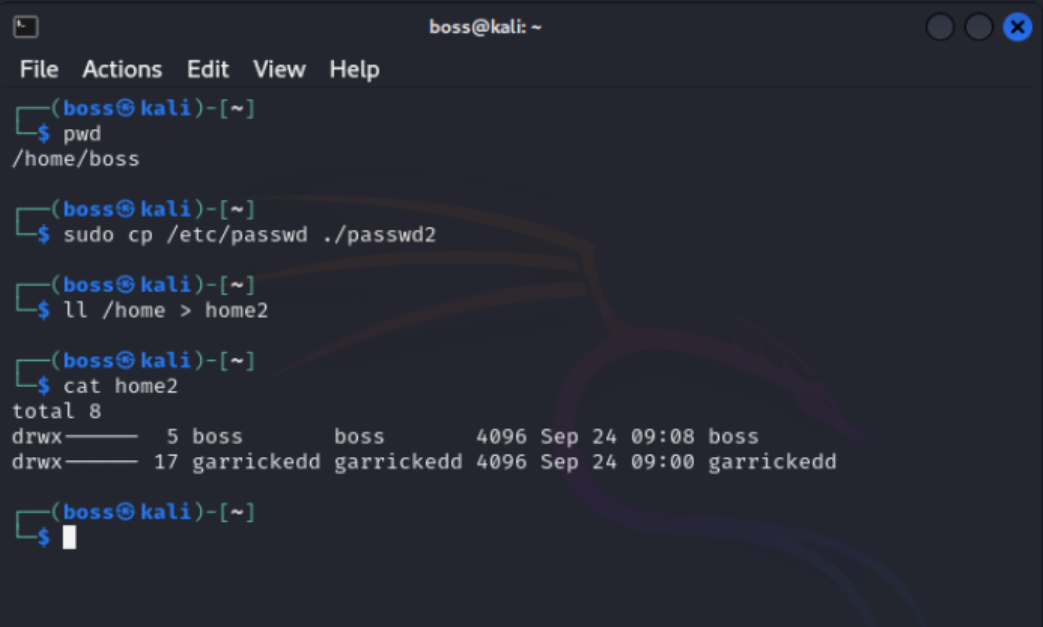 boss@kali: ~
File Actions Edit View Help
┌──(boss㉿kali)-[~]
└─$ pwd
/home/boss
┌──(boss㉿kali)-[~]
└─$ sudo cp /etc/passwd ./passwd2
┌──(boss㉿kali)-[~]
└─$ ll /home > home2
┌──(boss㉿kali)-[~]
└─$ cat home2
total 8
drwx------  5 boss       boss       4096 Sep 24 09:08 boss
drwx------ 17 garrickedd garrickedd 4096 Sep 24 09:00 garrickedd
┌──(boss㉿kali)-[~]
└─$